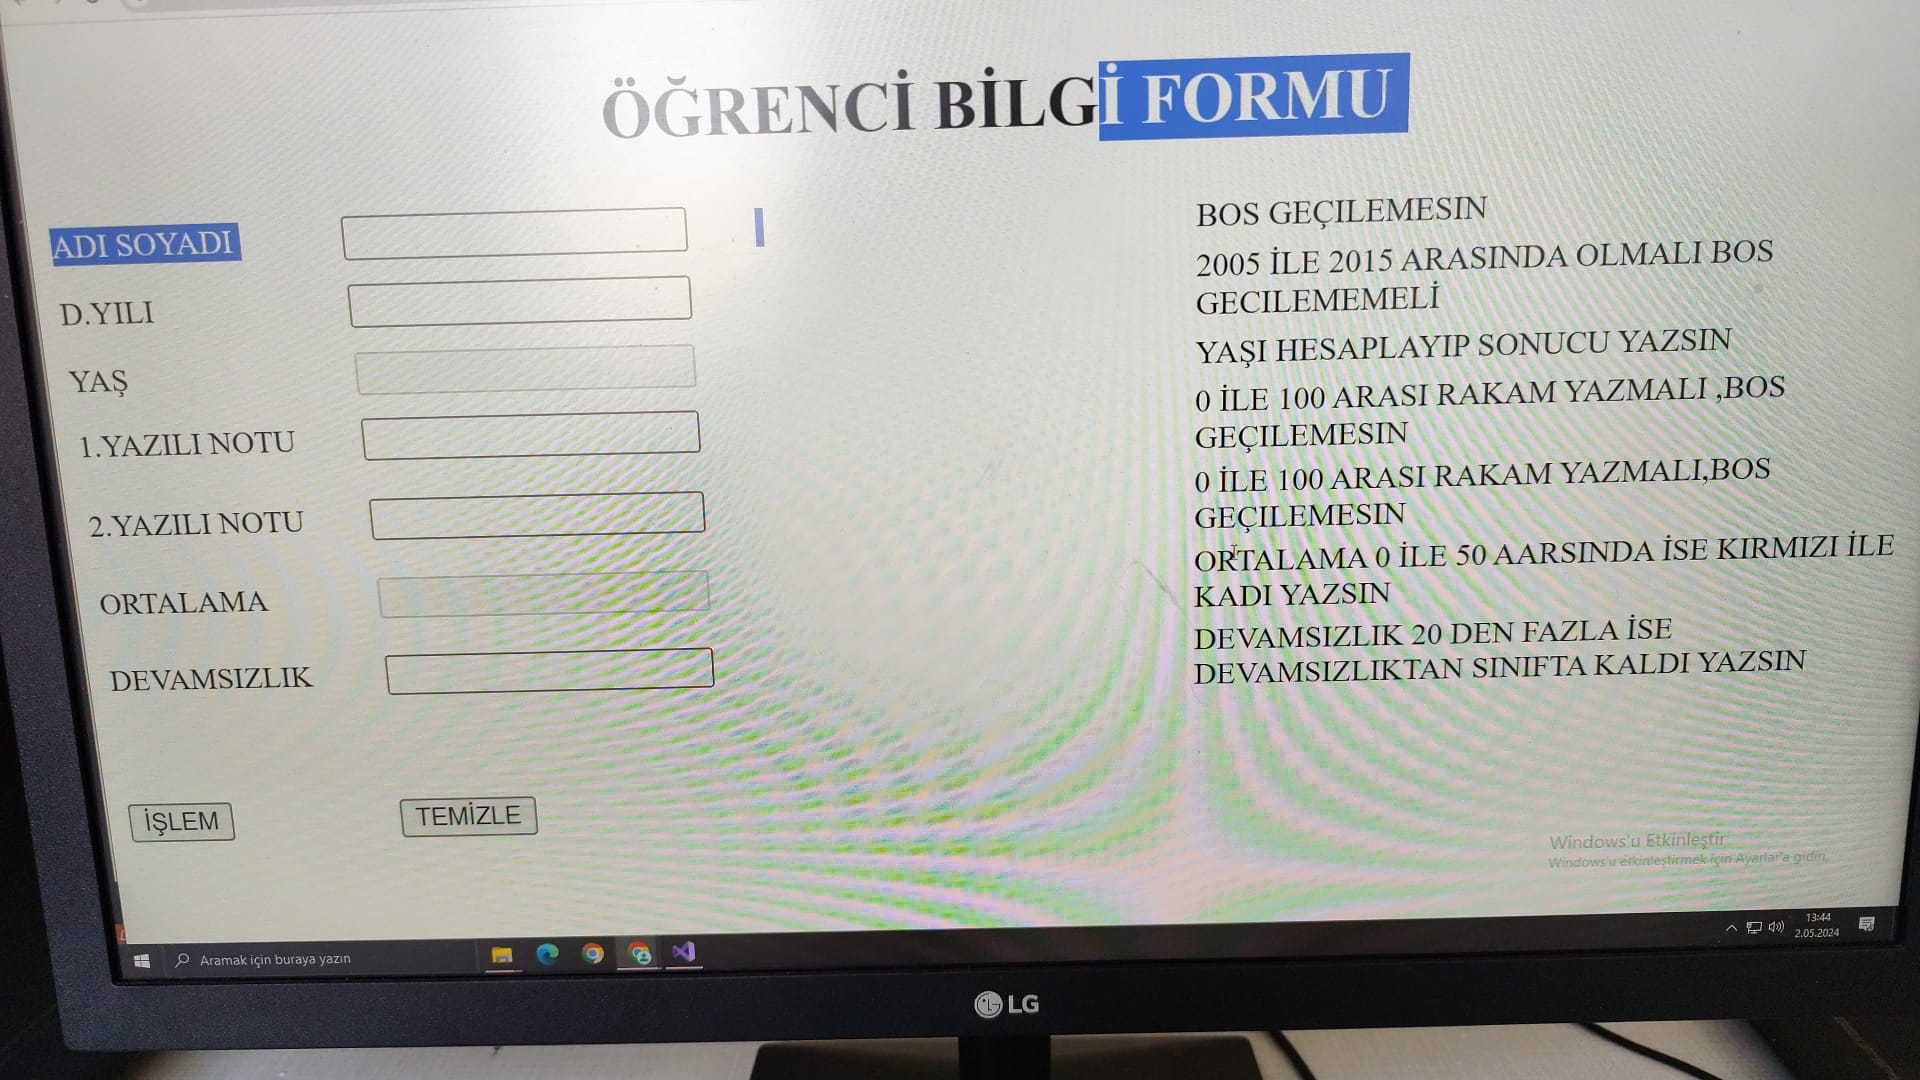 ÖĞRENCİ BİLGİ FORMU
ADI SOYADI
BOS GEÇILEMESIN
D.YILI
2005 İLE 2015 ARASINDA OLMALI BOS
GECILEMEMELİ
YAŞ
YAŞI HESAPLAYIP SONUCU YAZSIN
1.YAZILI NOTU
0 İLE 100 ARASI RAKAM YAZMALI ,BOS
GEÇILEMESIN
2.YAZILI NOTU
0 İLE 100 ARASI RAKAM YAZMALI,BOS
GEÇILEMESIN
ORTALAMA
ORTALAMA 0 İLE 50 AARSINDA İSE KIRMIZI İLE
KADI YAZSIN
DEVAMSIZLIK
DEVAMSIZLIK 20 DEN FAZLA İSE
DEVAMSIZLIKTAN SINIFTA KALDI YAZSIN
İŞLEM
TEMİZLE
Windows'u Etkinleştir
Windows'u etkinleştirmek için Ayarlar'a gidin.
Aramak için buraya yazın
13:44
2.05.2024
LG